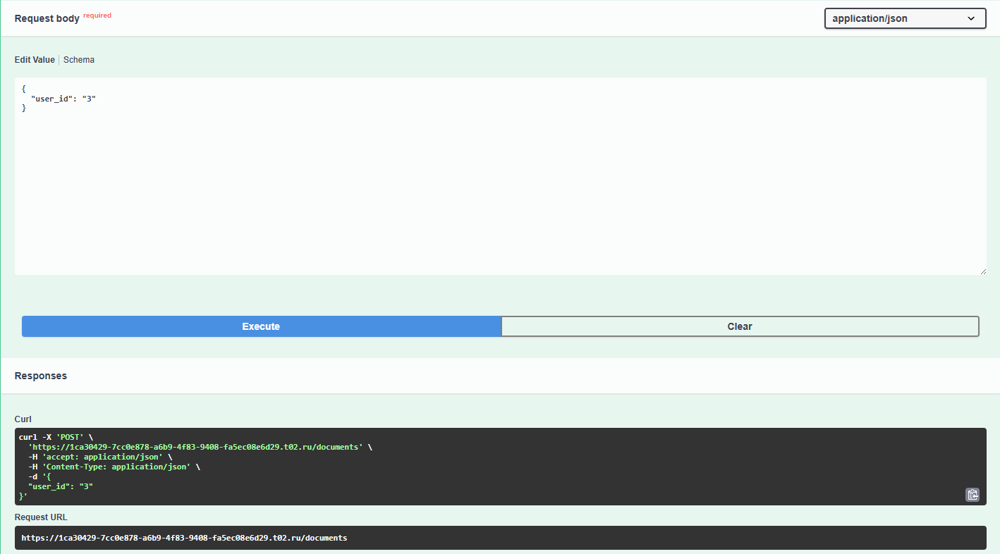 Request body required
application/json
Edit Value
Schema
{
  "user_id": "3"
}
Execute
Clear
Responses
Curl
curl -X 'POST' \
  'https://1ca30429-7cc0e878-a6b9-4f83-9408-fa5ec08e6d29.t02.ru/documents' \
  -H 'accept: application/json' \
  -H 'Content-Type: application/json' \
  -d '{
  "user_id": "3"
}'
Request URL
https://1ca30429-7cc0e878-a6b9-4f83-9408-fa5ec08e6d29.t02.ru/documents